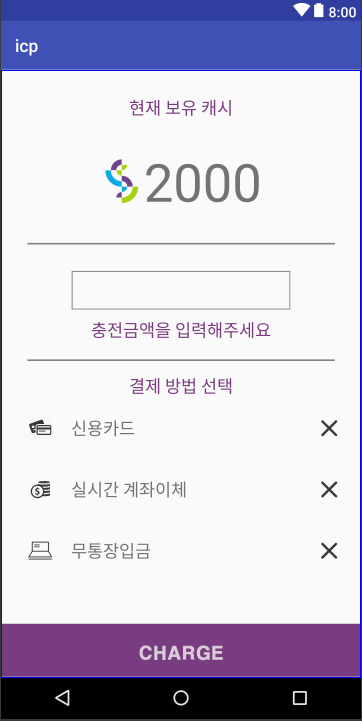 8:00
icp
현재 보유 캐시
2000
충전금액을 입력해주세요
결제 방법 선택
신용카드
실시간 계좌이체
무통장입금
CHARGE